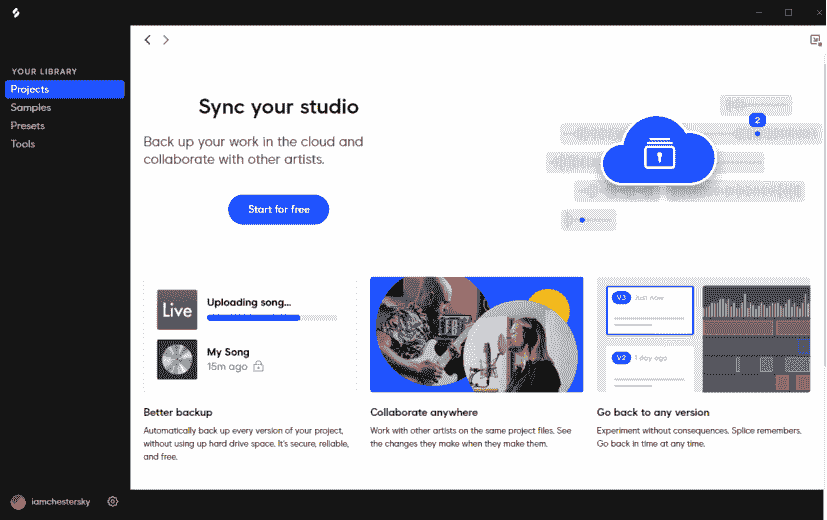 YOUR LIBRARY
Projects
Samples
Presets
Tools
iamchestersky
Sync your studio
Back up your work in the cloud and
collaborate with other artists.
Start for free
2
Live
Uploading song...
My Song
15m ago
V.3 Just now
V.2 1 day ago
Better backup
Automatically back up every version of your project,
without using up hard drive space. It's secure, reliable,
and free.
Collaborate anywhere
Work with other artists on the same project files. See
the changes they make when they make them.
Go back to any version
Experiment without consequences. Splice remembers.
Go back in time at any time.